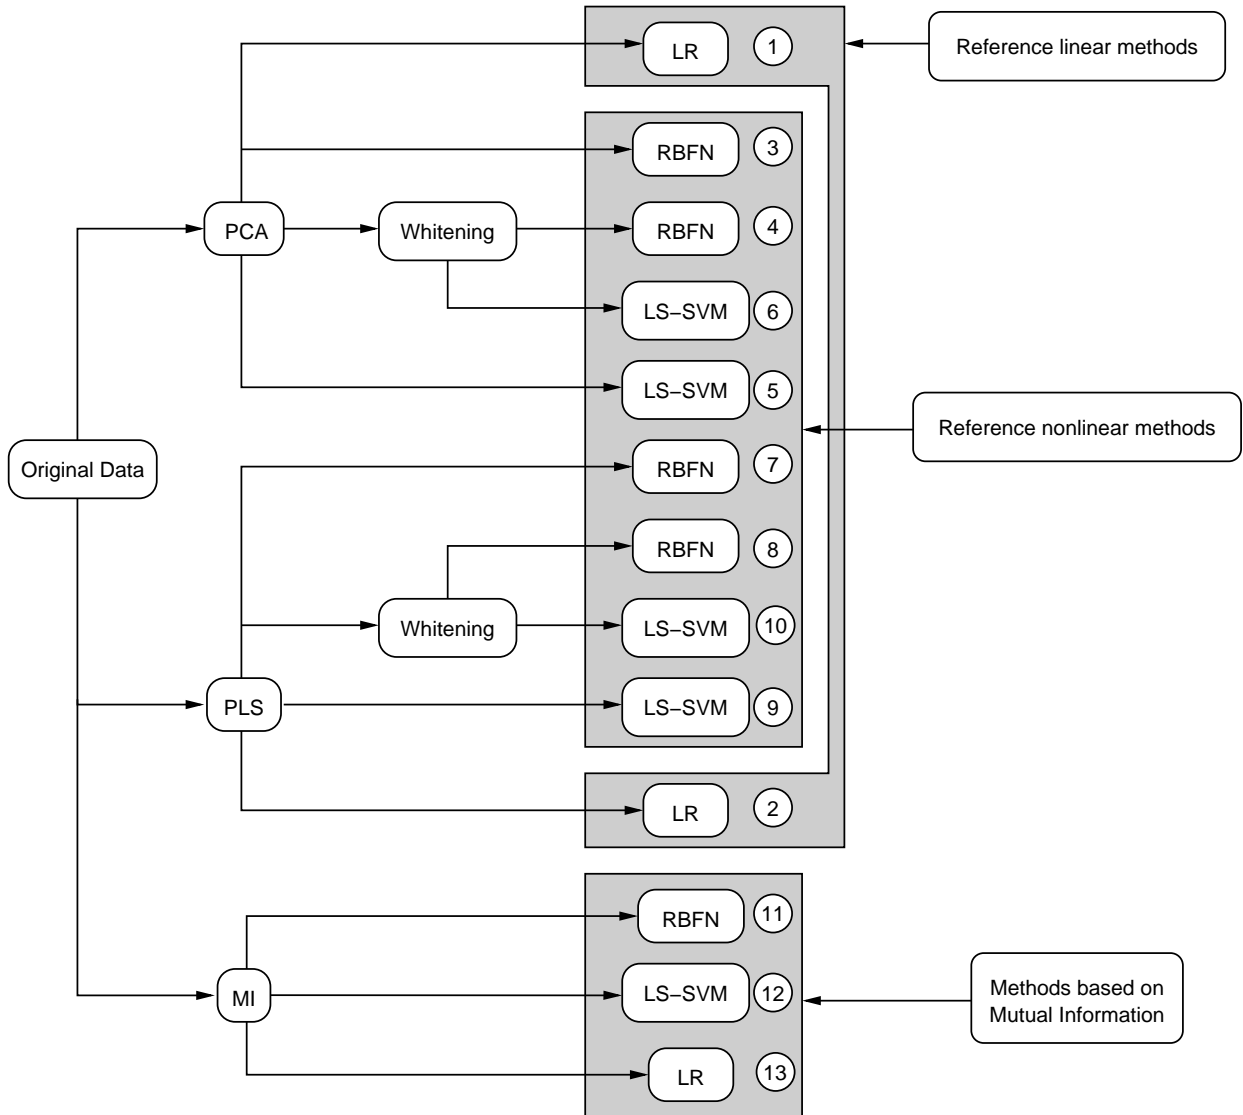 LR 1
Reference linear methods
RBFN 3
PCA
Whitening
RBFN 4
LS−SVM 6
LS−SVM 5
Reference nonlinear methods
Original Data
RBFN 7
RBFN 8
Whitening
LS−SVM 10
PLS
LS−SVM 9
LR 2
RBFN 11
MI
LS−SVM 12
Methods based on
Mutual Information
LR 13